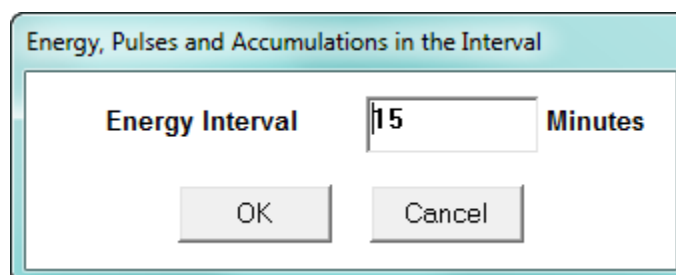 Energy, Pulses and Accumulations in the Interval
Energy Interval 15 Minutes
OK Cancel